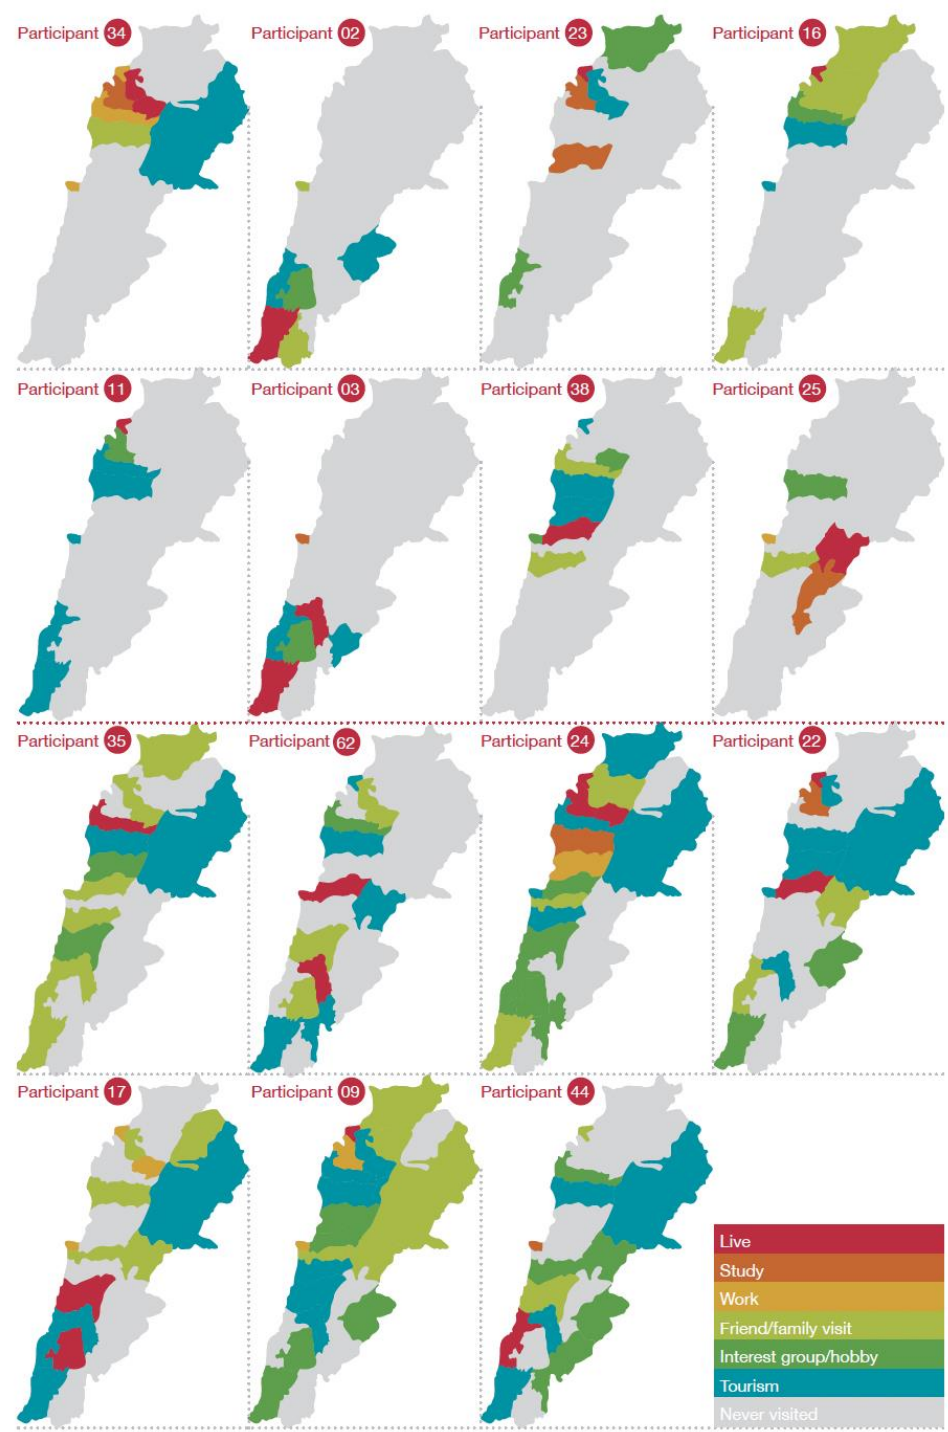 Participant 34
Participant 02
Participant 23
Participant 16
Participant 11
Participant 03
Participant 38
Participant 25
Participant 35
Participant 62
Participant 24
Participant 22
Participant 17
Participant 09
Participant 44
Live
Study
Work
Friend/family visit
Interest group/hobby
Tourism
Never visited